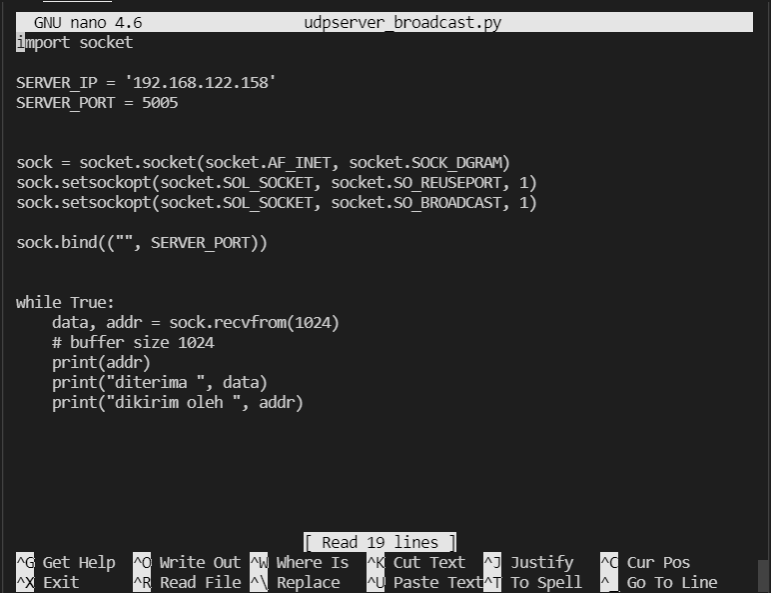 GNU nano 4.6 udpserver_broadcast.py
import socket
SERVER_IP = '192.168.122.158'
SERVER_PORT = 5005
sock = socket.socket(socket.AF_INET, socket.SOCK_DGRAM)
sock.setsockopt(socket.SOL_SOCKET, socket.SO_REUSEPORT, 1)
sock.setsockopt(socket.SOL_SOCKET, socket.SO_BROADCAST, 1)
sock.bind(("", SERVER_PORT))
while True:
    data, addr = sock.recvfrom(1024)
    # buffer size 1024
    print(addr)
    print("diterima ", data)
    print("dikirim oleh ", addr)
[ Read 19 lines ]
^G Get Help ^O Write Out ^W Where Is ^K Cut Text ^J Justify ^C Cur Pos
^X Exit ^R Read File ^\ Replace ^U Paste Text ^T To Spell ^_ Go To Line